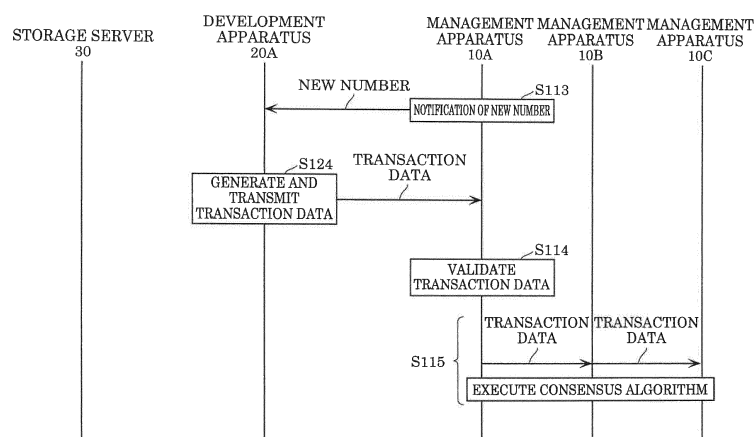 STORAGE SERVER
30
DEVELOPMENT
APPARATUS
20A
MANAGEMENT
APPARATUS
10A
MANAGEMENT
APPARATUS
10B
MANAGEMENT
APPARATUS
10C
S113
NEW NUMBER
NOTIFICATION OF NEW NUMBER
S124
GENERATE AND
TRANSMIT
TRANSACTION DATA
TRANSACTION
DATA
S114
VALIDATE
TRANSACTION DATA
S115
TRANSACTION
DATA
TRANSACTION
DATA
EXECUTE CONSENSUS ALGORITHM